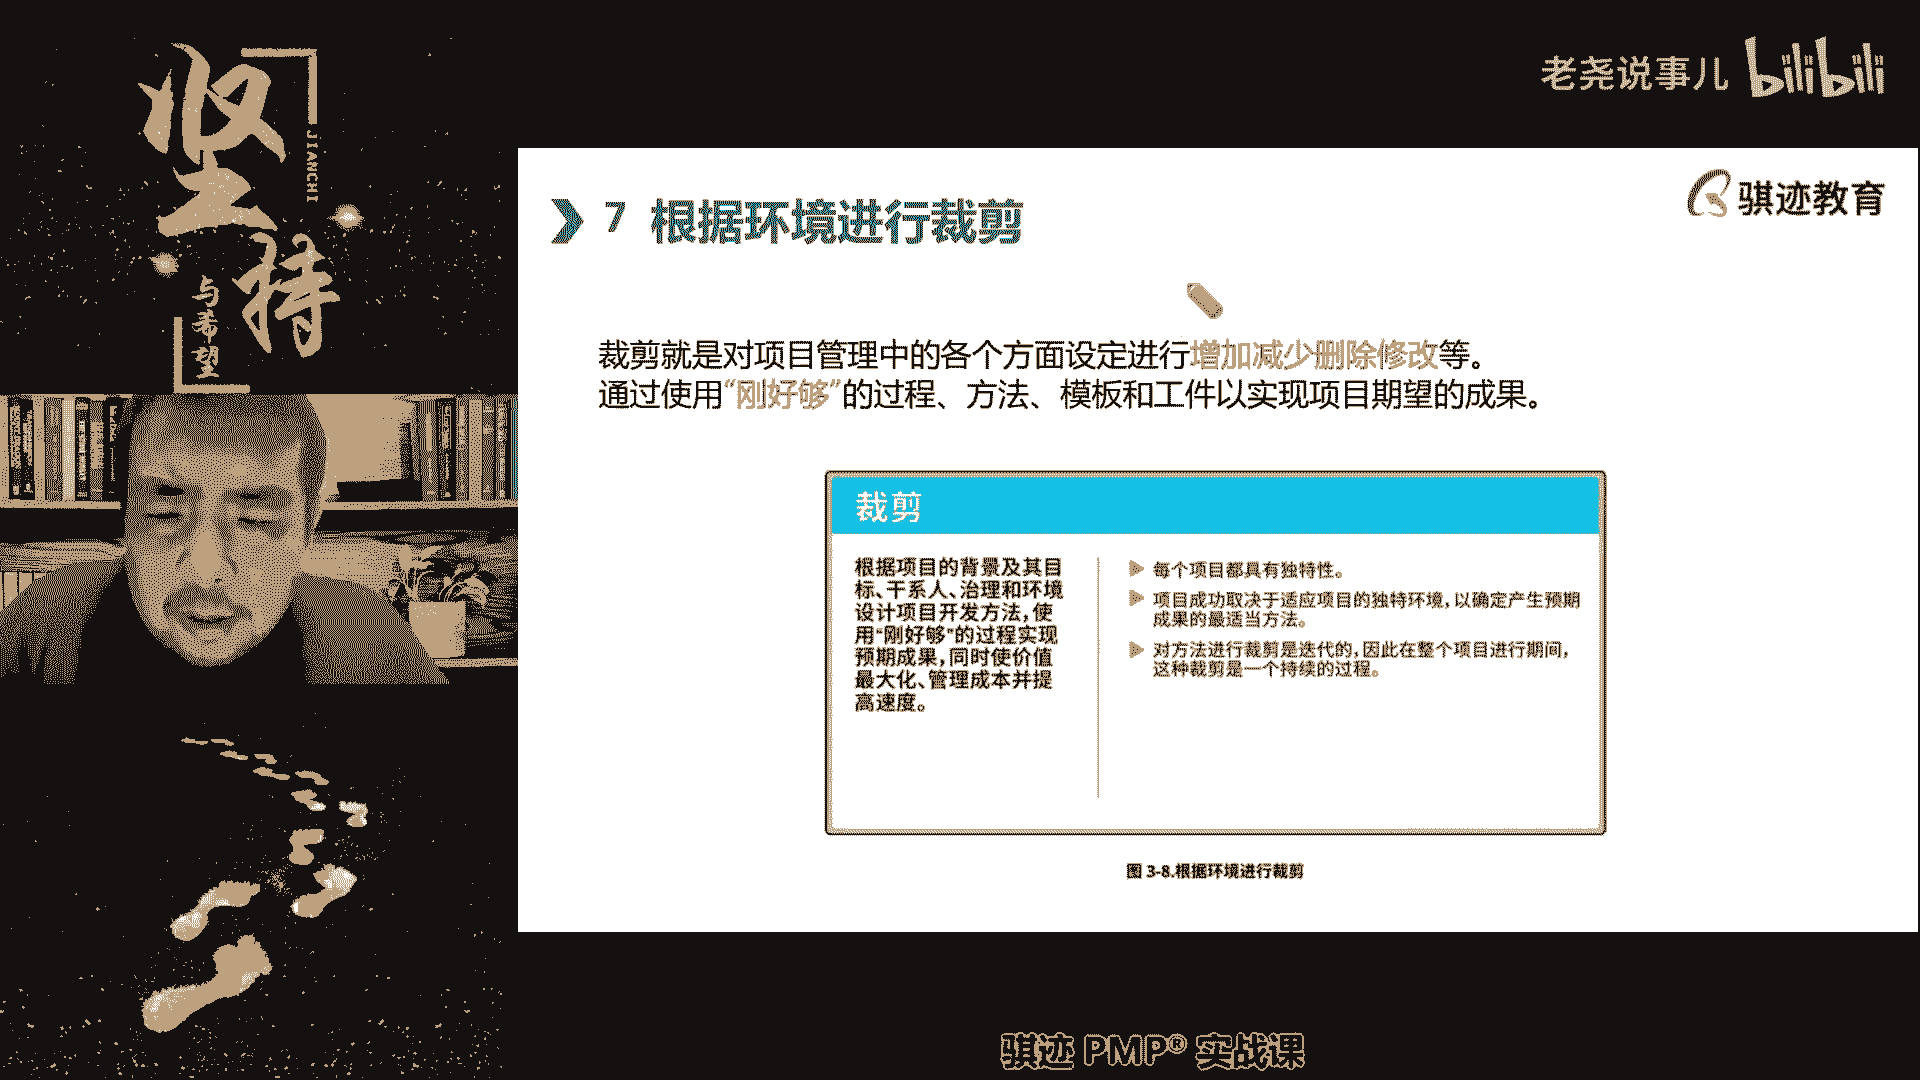 坚持
JIANCHI
与希望
老尧说事儿 bilibili
骐迹教育
7 根据环境进行裁剪
裁剪就是对项目管理中的各个方面设定进行增加减少删除修改等。
通过使用“刚好够”的过程、方法、模板和工件以实现项目期望的成果。
裁剪
根据项目的背景及其目
标、干系人、治理和环境
设计项目开发方法,使
用“刚好够”的过程实现
预期成果,同时使价值
最大化、管理成本并提
高速度。
每个项目都具有独特性。
项目成功取决于适应项目的独特环境,以确定产生预期
成果的最适当方法。
对方法进行裁剪是迭代的,因此在整个项目进行期间,
这种裁剪是一个持续的过程。
图 3-8.根据环境进行裁剪
骐迹 PMP® 实战课